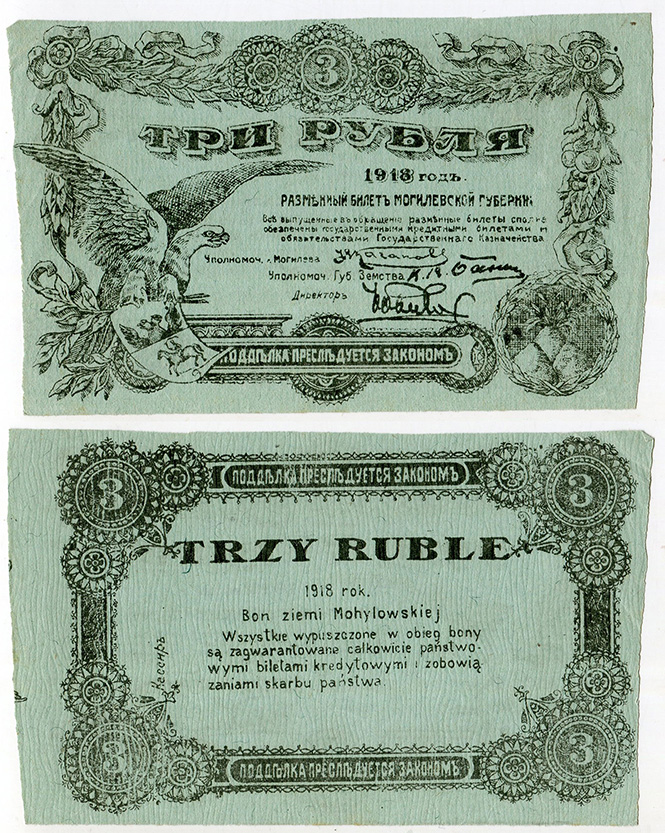 3
ТРИ РУБЛЯ
1918 годъ.
РАЗМѢННЫЙ БИЛЕТЪ МОГИЛЕВСКОЙ ГУБЕРНІИ
Всѣ выпущенные въ обращеніе размѣнные билеты сполна
обезпечены государственными кредитными билетами и
обязательствами Государственнаго Казначейства
Уполномоч. г. Могилева
Уполномоч. Губ. Земства
Директоръ
ПОДДѢЛКА ПРЕСЛѢДУЕТСЯ ЗАКОНОМЪ
3 ПОДДѢЛКА ПРЕСЛѢДУЕТСЯ ЗАКОНОМЪ 3
TRZY RUBLE
1918 rok.
Bon ziemi Mohylowskiej
Wszystkie wypuszczone w obieg bony
są zagwarantowane całkowicie państwo-
wymi biletami kredytowymi i zobowią
zaniami skarbu państwa.
Кассиръ
3 ПОДДѢЛКА ПРЕСЛѢДУЕТСЯ ЗАКОНОМЪ 3